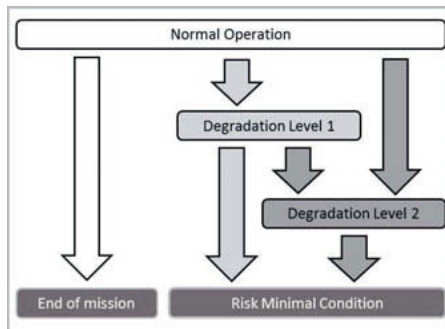 Normal Operation
Degradation Level 1
Degradation Level 2
End of mission
Risk Minimal Condition